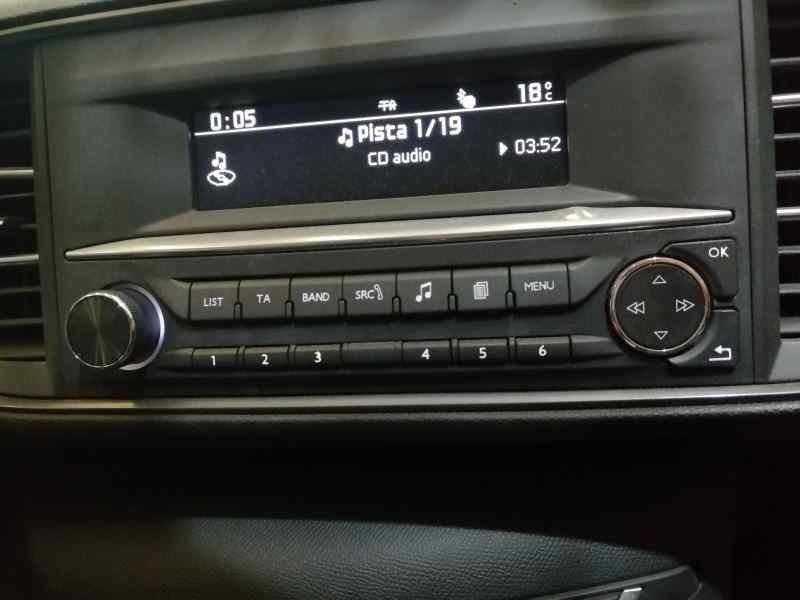 0:05 TA 18°C
Pista 1/19
CD audio 03:52
OK
LIST TA BAND SRC MENU
1 2 3 4 5 6